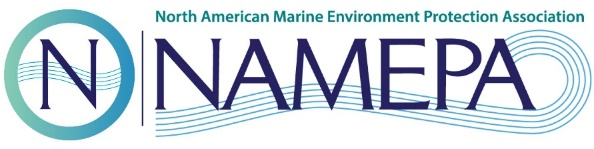 North American Marine Environment Protection Association
N NAMEPA